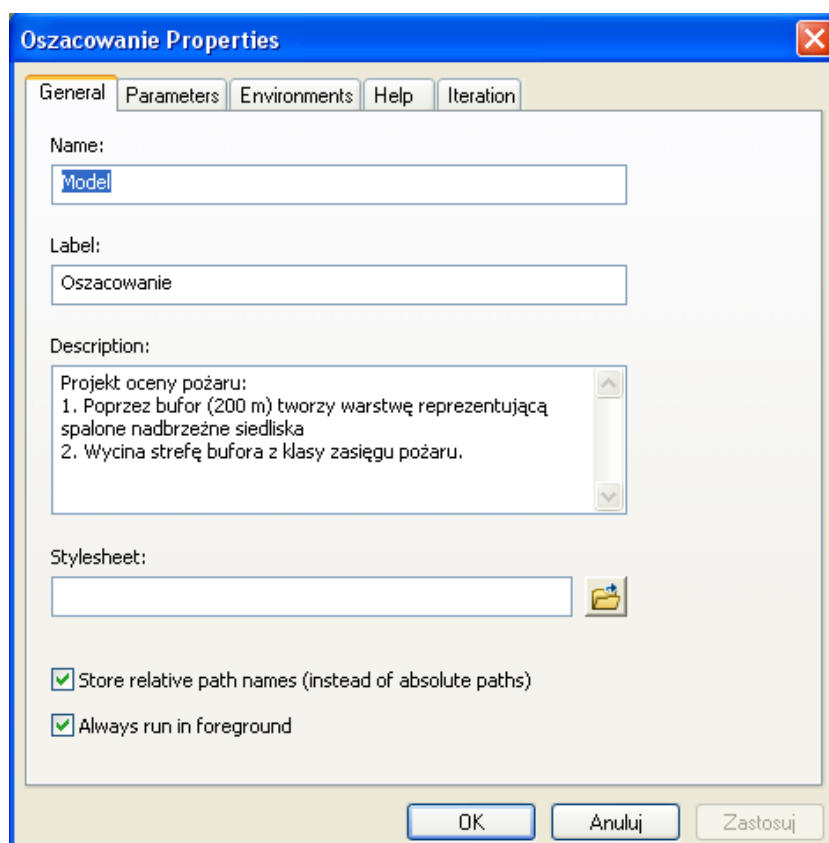 Oszacowanie Properties
General Parameters Environments Help Iteration
Name:
Model
Label:
Oszacowanie
Description:
Projekt oceny pożaru:
1. Poprzez bufor (200 m) tworzy warstwę reprezentującą
spalone nadbrzeżne siedliska
2. Wycina strefę bufora z klasy zasięgu pożaru.
Stylesheet:
Store relative path names (instead of absolute paths)
Always run in foreground
OK Anuluj Zastosuj